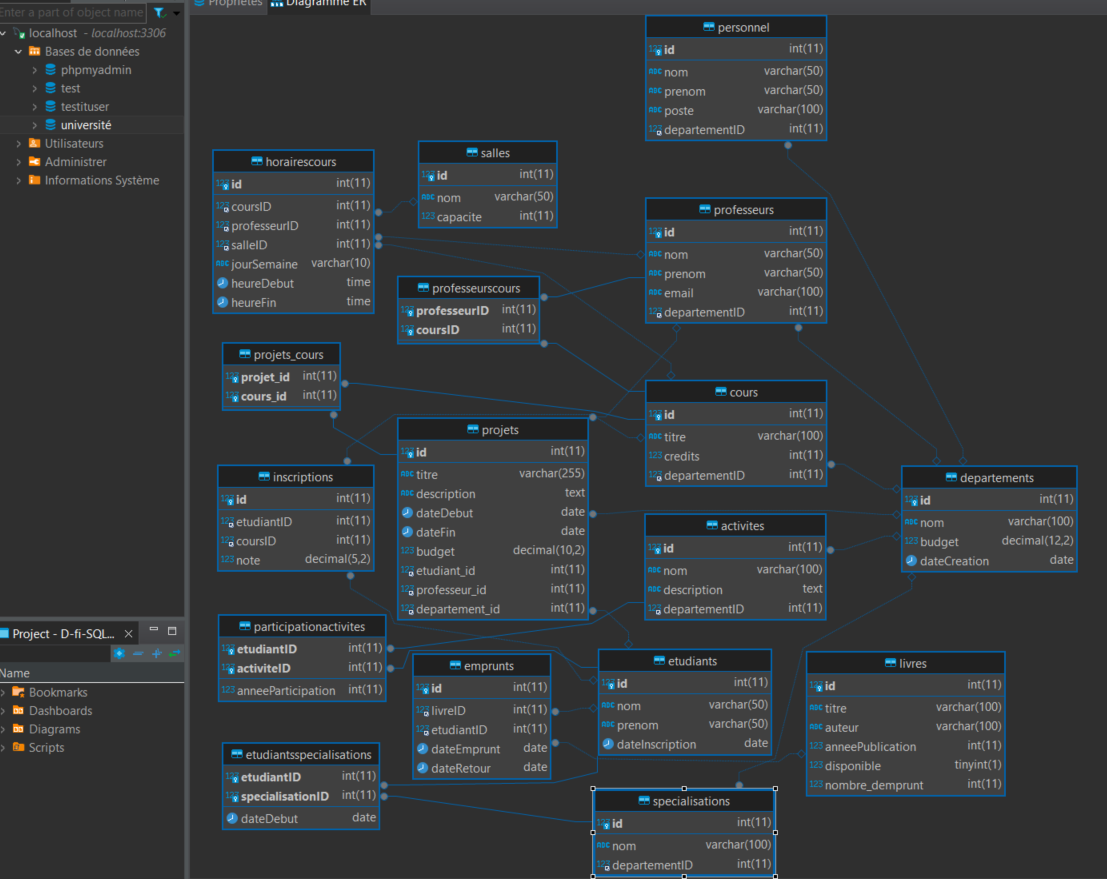 Enter a part of object name
localhost - localhost:3306
Bases de données
phpmyadmin
test
testituser
université
Utilisateurs
Administrer
Informations Système
Project - D-fi-SQL...
Name
Bookmarks
Dashboards
Diagrams
Scripts
Propriétés
Diagramme ER
personnel
id int(11)
nom varchar(50)
prenom varchar(50)
poste varchar(100)
departementID int(11)
horairescours
id int(11)
coursID int(11)
professeurID int(11)
salleID int(11)
jourSemaine varchar(10)
heureDebut time
heureFin time
salles
id int(11)
nom varchar(50)
capacite int(11)
professeurs
id int(11)
nom varchar(50)
prenom varchar(50)
email varchar(100)
departementID int(11)
professeurscours
professeurID int(11)
coursID int(11)
projets_cours
projet_id int(11)
cours_id int(11)
cours
id int(11)
titre varchar(100)
credits int(11)
departementID int(11)
projets
id int(11)
titre varchar(255)
description text
dateDebut date
dateFin date
budget decimal(10,2)
etudiant_id int(11)
professeur_id int(11)
departement_id int(11)
inscriptions
id int(11)
etudiantID int(11)
coursID int(11)
note decimal(5,2)
departements
id int(11)
nom varchar(100)
budget decimal(12,2)
dateCreation date
activites
id int(11)
nom varchar(100)
description text
departementID int(11)
participationactivites
etudiantID int(11)
activiteID int(11)
anneeParticipation int(11)
emprunts
id int(11)
livreID int(11)
etudiantID int(11)
dateEmprunt date
dateRetour date
etudiants
id int(11)
nom varchar(50)
prenom varchar(50)
dateInscription date
livres
id int(11)
titre varchar(100)
auteur varchar(100)
anneePublication int(11)
disponible tinyint(1)
nombre_demprunt int(11)
etudiantsspecialisations
etudiantID int(11)
specialisationID int(11)
dateDebut date
specialisations
id int(11)
nom varchar(100)
departementID int(11)